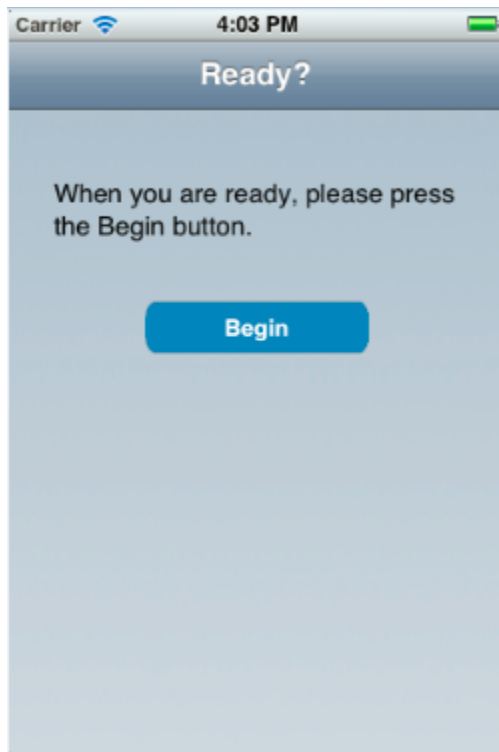 Carrier 4:03 PM
Ready?
When you are ready, please press
the Begin button.
Begin